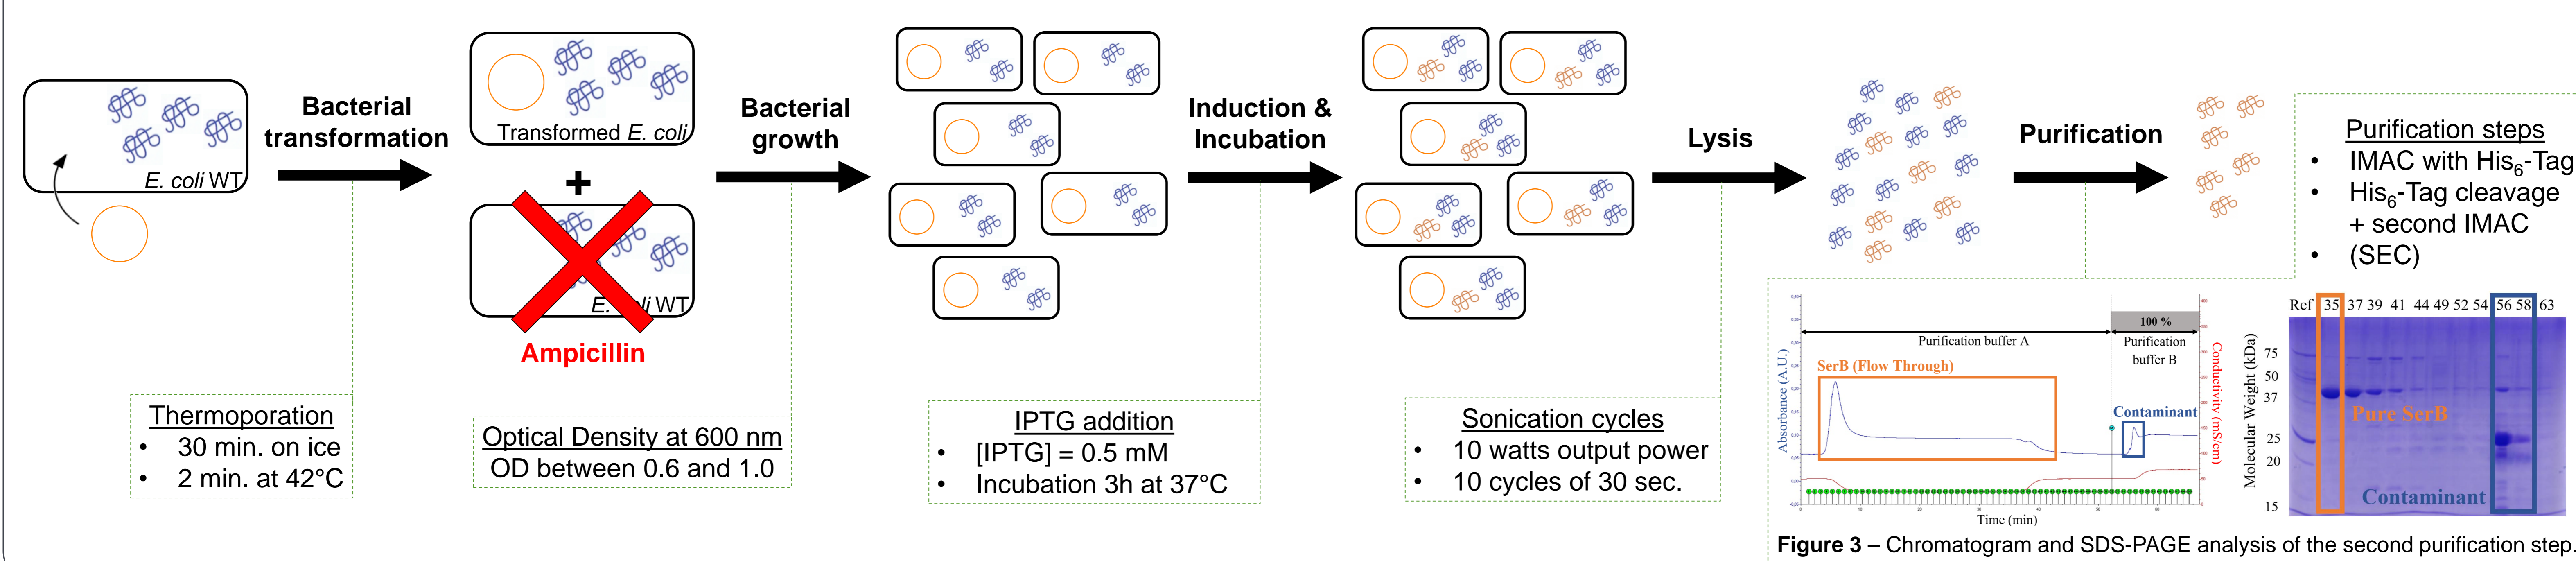 Bacterial
transformation
E. coli WT
Thermoporation
• 30 min. on ice
• 2 min. at 42°C
Transformed E. coli
+
E. coli WT
Ampicillin
Bacterial
growth
Optical Density at 600 nm
OD between 0.6 and 1.0
Induction &
Incubation
IPTG addition
• [IPTG] = 0.5 mM
• Incubation 3h at 37°C
Lysis
Sonication cycles
• 10 watts output power
• 10 cycles of 30 sec.
Purification
Purification steps
• IMAC with His6-Tag
• His6-Tag cleavage
+ second IMAC
• (SEC)
100 %
Purification buffer A
Purification
buffer B
SerB (Flow Through)
Contaminant
Absorbance (A.U.)
Conductivity (mS/cm)
Time (min)
Ref 35 37 39 41 44 49 52 54 56 58 63
Molecular Weight (kDa)
75
50
37
25
20
15
Pure SerB
Contaminant
Figure 3 – Chromatogram and SDS-PAGE analysis of the second purification step.